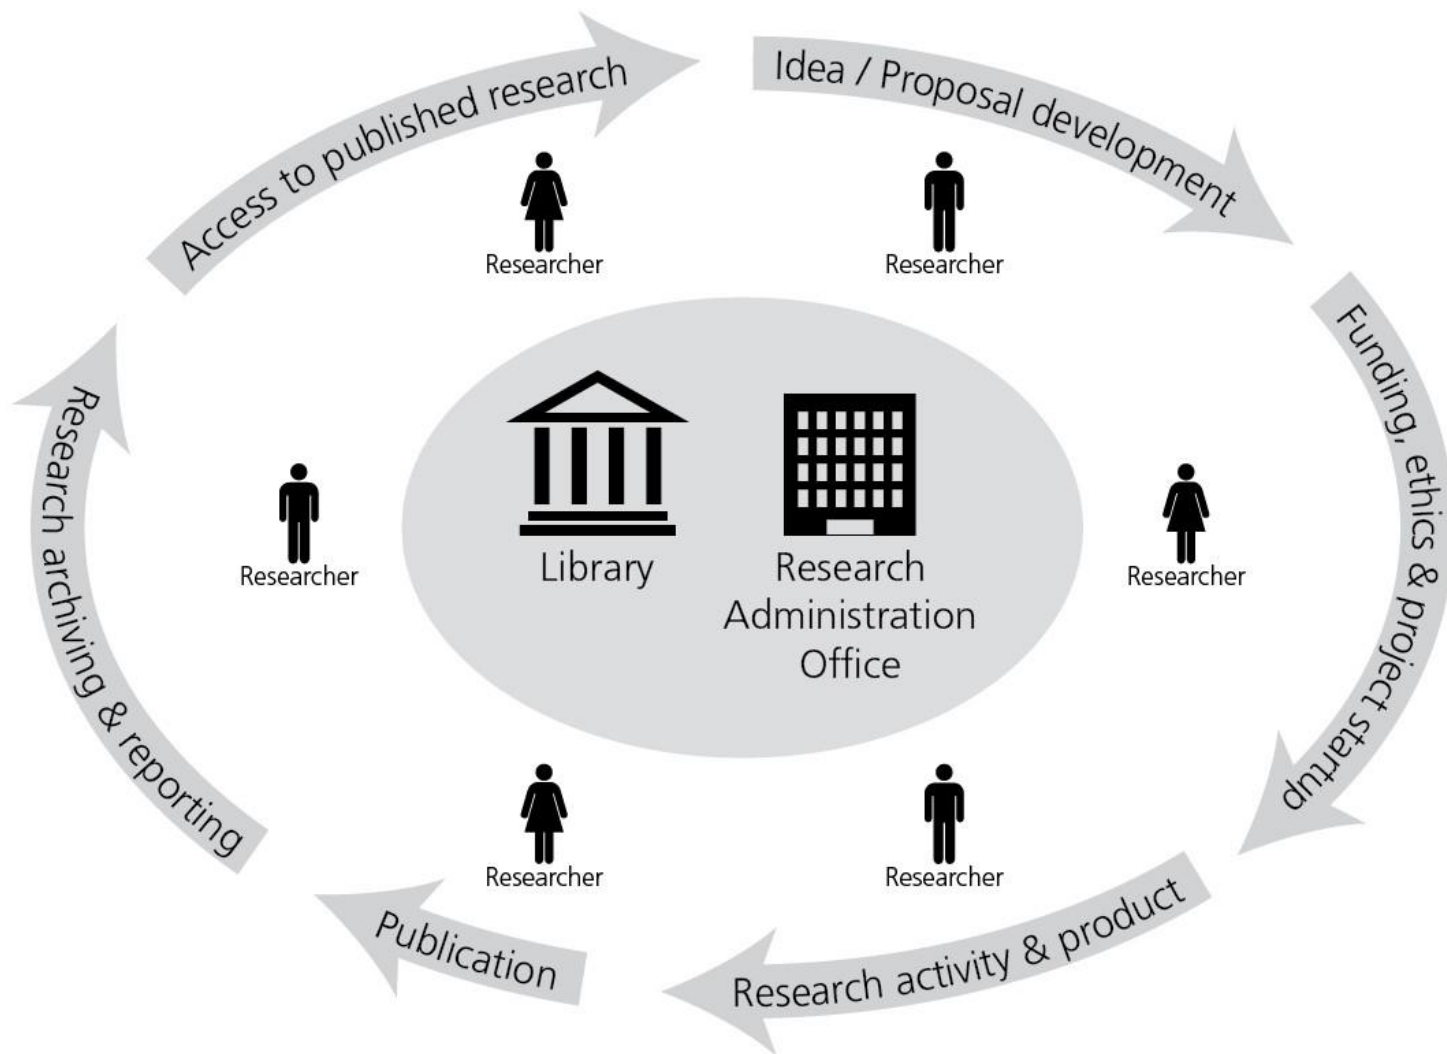 Access to published research
Idea / Proposal development
Researcher
Researcher
Funding, ethics & project startup
Research archiving & reporting
Researcher
Library
Research
Administration
Office
Researcher
Researcher
Researcher
Publication
Research activity & product